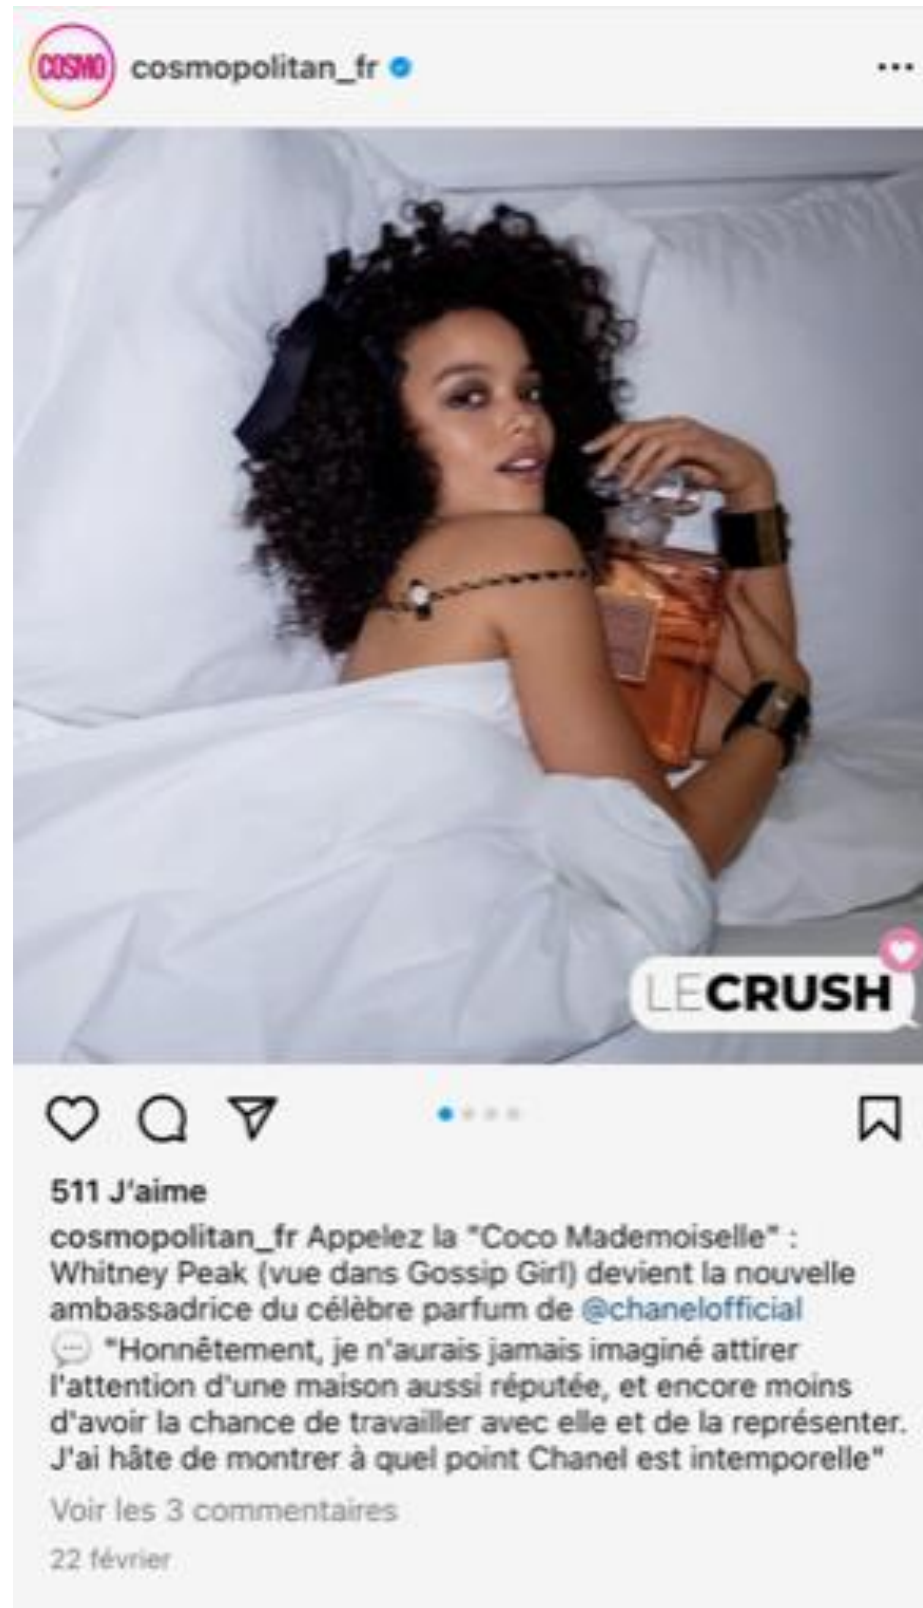 COSMO cosmopolitan_fr
LECRUSH
511 J'aime
cosmopolitan_fr Appelez la "Coco Mademoiselle" :
Whitney Peak (vue dans Gossip Girl) devient la nouvelle
ambassadrice du célèbre parfum de @chanelofficial
"Honnêtement, je n'aurais jamais imaginé attirer
l'attention d'une maison aussi réputée, et encore moins
d'avoir la chance de travailler avec elle et de la représenter.
J'ai hâte de montrer à quel point Chanel est intemporelle"
Voir les 3 commentaires
22 février